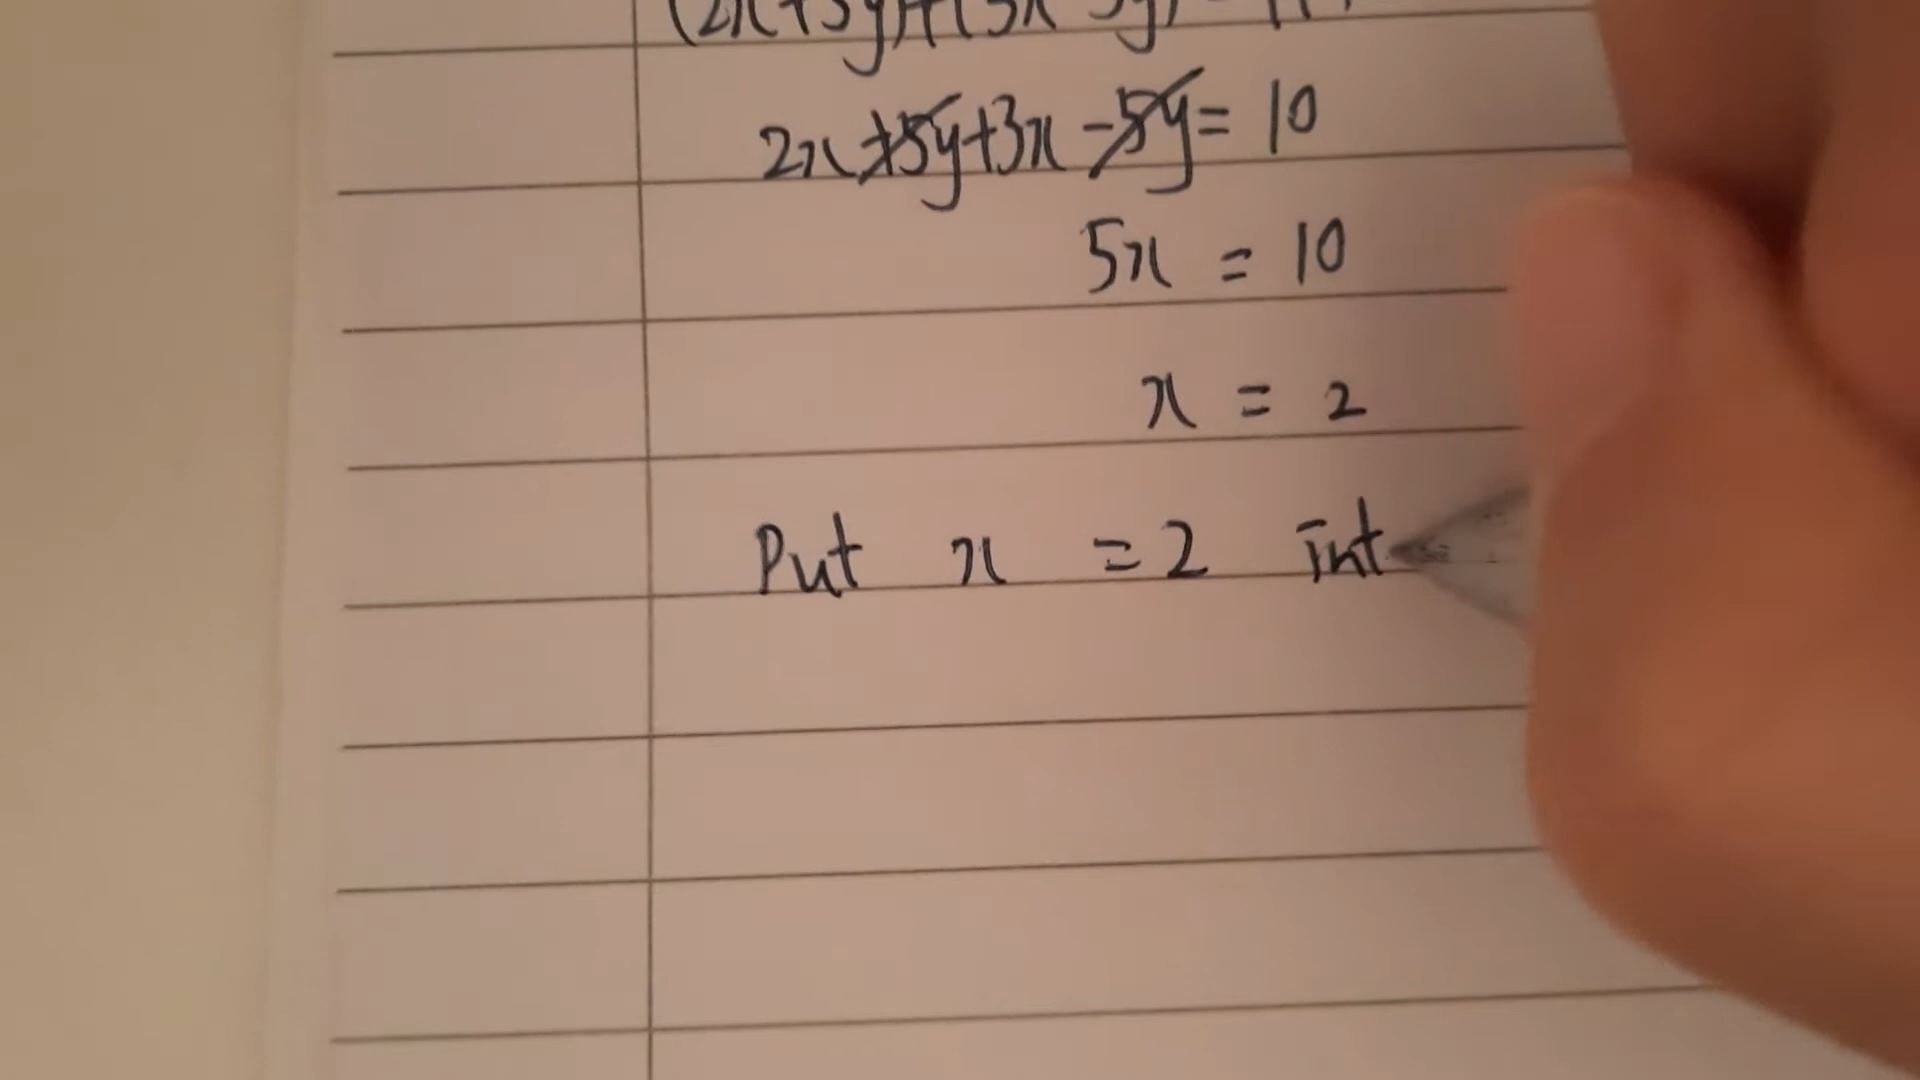 2x+5y+3x-5y= 10
5x = 10
x = 2
Put x =2 int